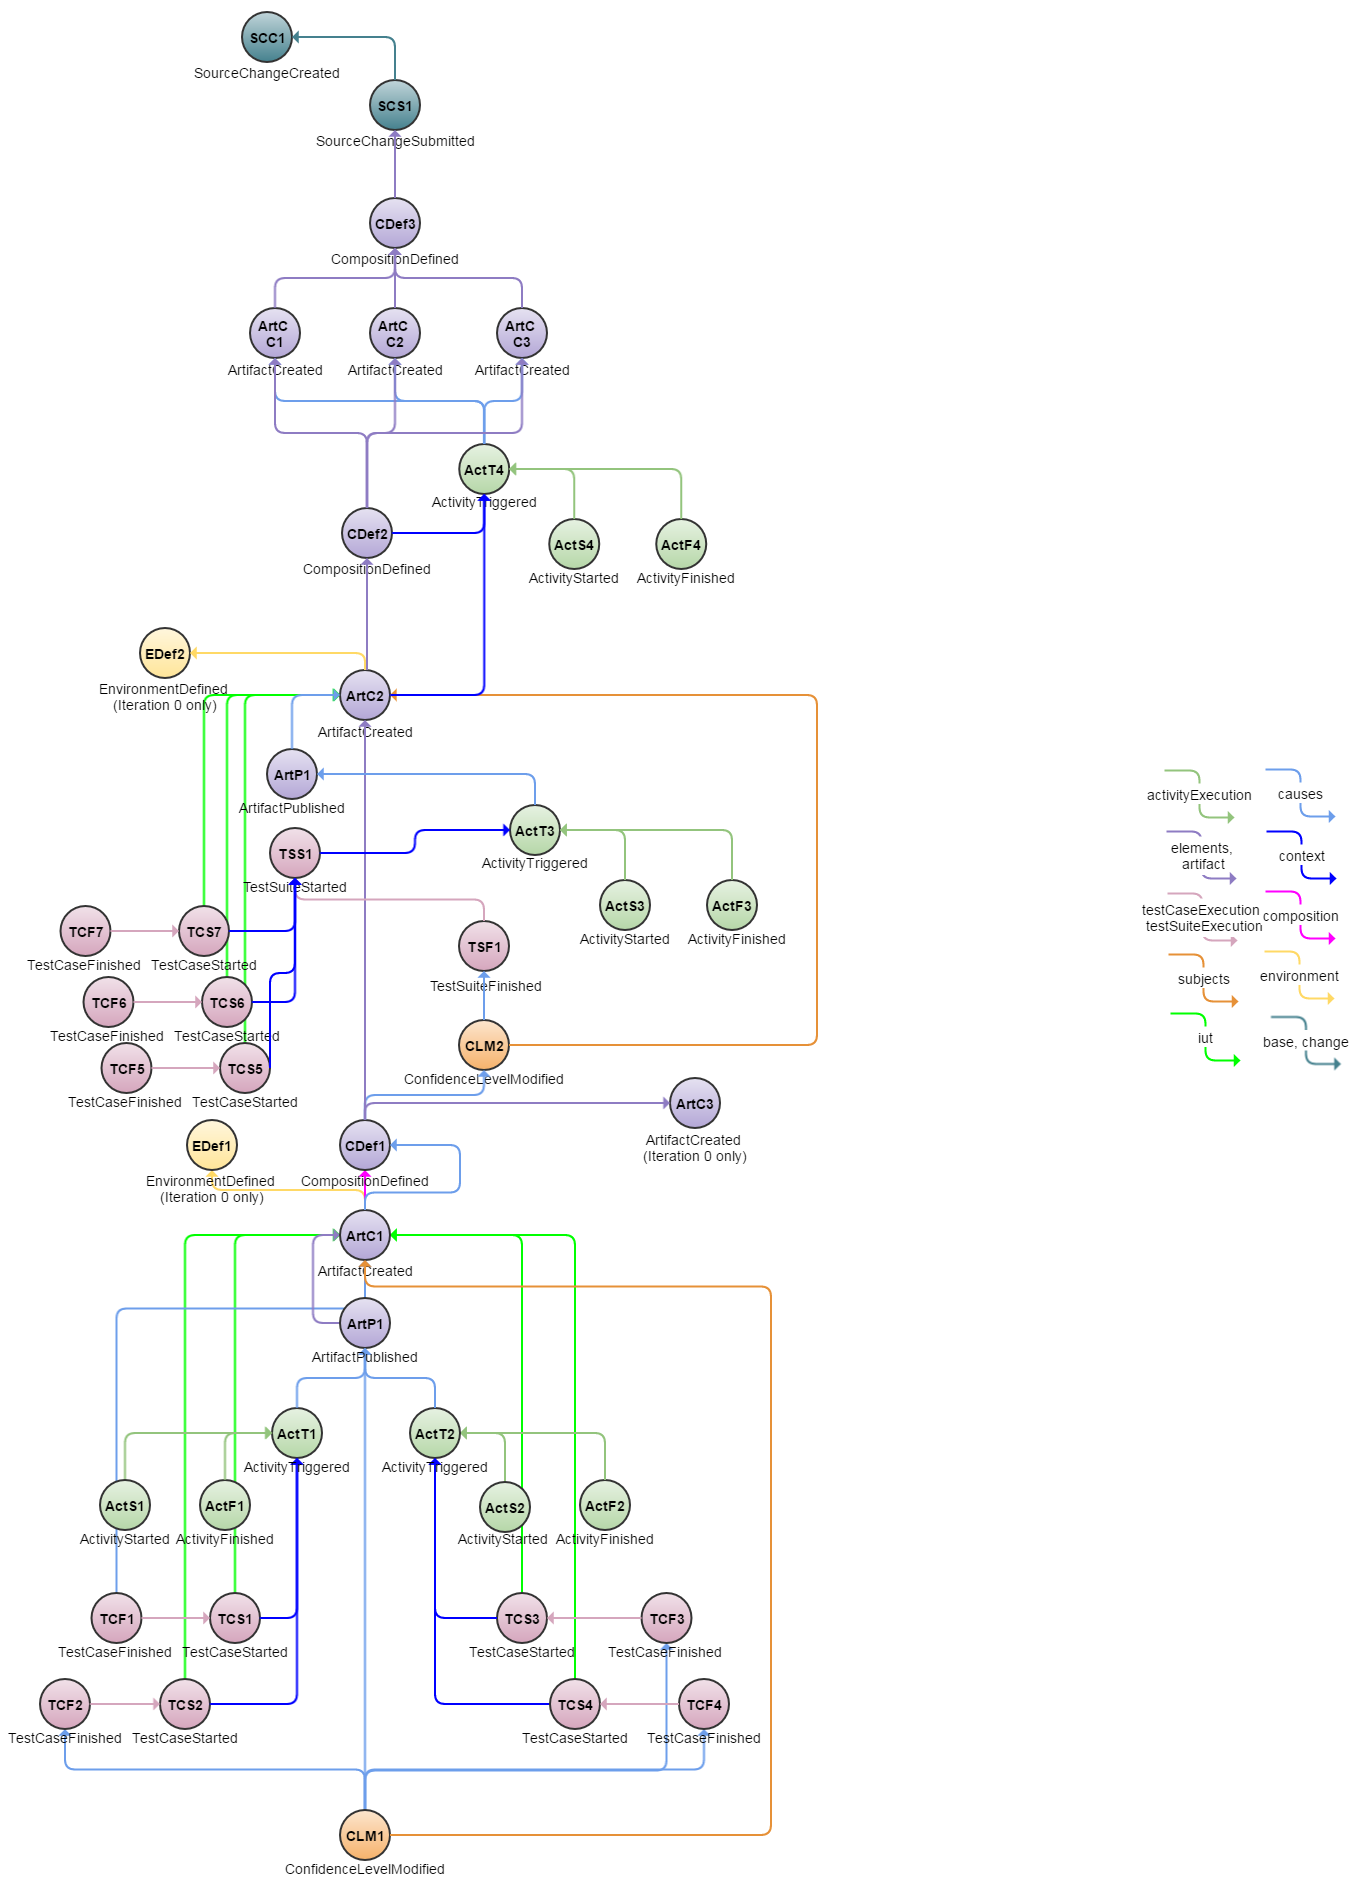 SCC1
SourceChangeCreated
SCS1
SourceChangeSubmitted
CDef3
CompositionDefined
ArtC
C1
ArtifactCreated
ArtC
C2
ArtifactCreated
ArtC
C3
ArtifactCreated
ActT4
ActivityTriggered
CDef2
CompositionDefined
ActS4
ActivityStarted
ActF4
ActivityFinished
EDef2
EnvironmentDefined
(Iteration 0 only)
ArtC2
ArtifactCreated
ArtP1
ArtifactPublished
ActT3
ActivityTriggered
TSS1
TestSuiteStarted
ActS3
ActivityStarted
ActF3
ActivityFinished
TCF7
TestCaseFinished
TCS7
TestCaseStarted
TSF1
TestSuiteFinished
TCF6
TestCaseFinished
TCS6
TestCaseStarted
CLM2
ConfidenceLevelModified
TCF5
TestCaseFinished
TCS5
TestCaseStarted
ArtC3
ArtifactCreated
(Iteration 0 only)
EDef1
EnvironmentDefined
(Iteration 0 only)
CDef1
CompositionDefined
ArtC1
ArtifactCreated
ArtP1
ArtifactPublished
ActT1
ActivityTriggered
ActT2
ActivityTriggered
ActS1
ActivityStarted
ActF1
ActivityFinished
ActS2
ActivityStarted
ActF2
ActivityFinished
TCF1
TestCaseFinished
TCS1
TestCaseStarted
TCS3
TestCaseStarted
TCF3
TestCaseFinished
TCF2
TestCaseFinished
TCS2
TestCaseStarted
TCS4
TestCaseStarted
TCF4
TestCaseFinished
CLM1
ConfidenceLevelModified
activityExecution
causes
elements,
artifact
context
testCaseExecution
testSuiteExecution
composition
subjects
environment
iut
base, change